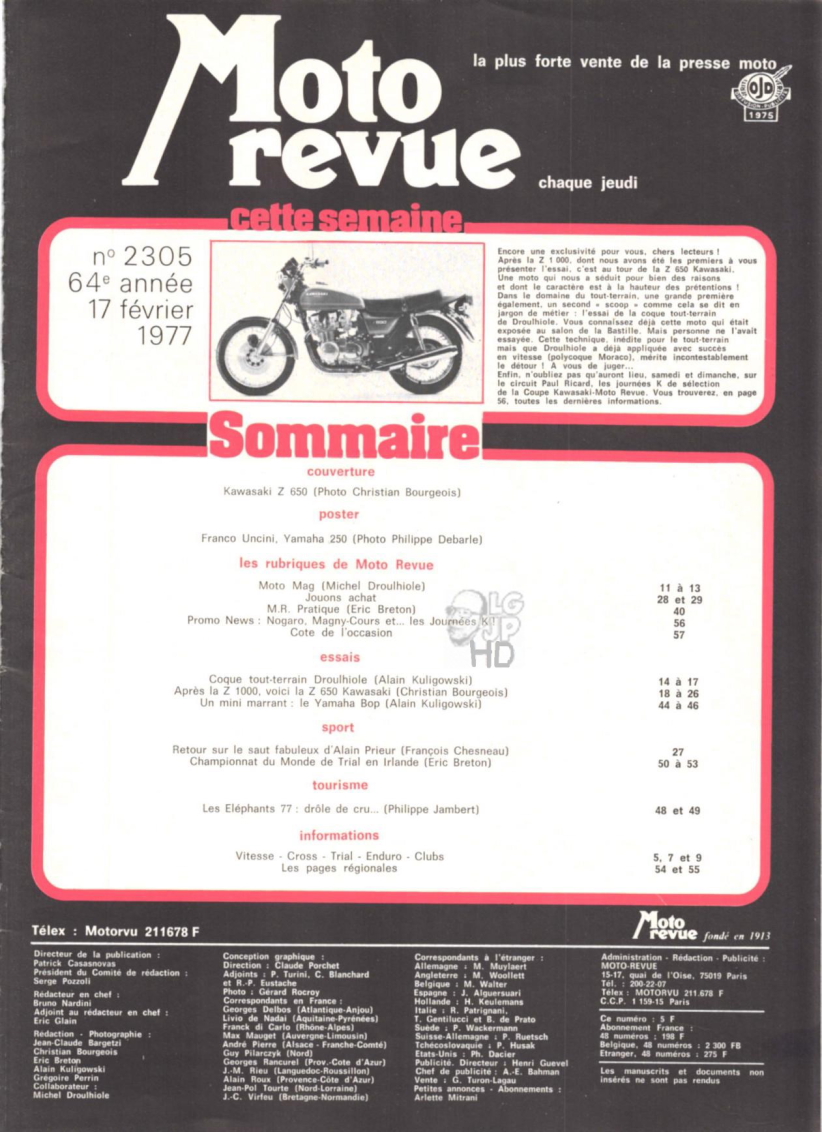 Moto
revue
la plus forte vente de la presse moto
OJD
DIFFUSION
1975
chaque jeudi
cette semaine
nº 2305
64e année
17 février
1977
Encore une exclusivité pour vous, chers lecteurs !
Après la Z 1 000, dont nous avons été les premiers à vous
présenter l'essai, c'est au tour de la Z 650 Kawasaki.
Une moto qui nous a séduit pour bien des raisons
et dont le caractère est à la hauteur des prétentions !
Dans le domaine du tout-terrain, une grande première
également, un second « scoop » comme cela se dit en
jargon de métier : l'essai de la coque tout-terrain
de Droulhiole. Vous connaissez déjà cette moto qui était
exposée au salon de la Bastille. Mais personne ne l'avait
essayée. Cette technique, inédite pour le tout-terrain
mais que Droulhiole a déjà appliquée avec succès
en vitesse (polycoque Moraco), mérite incontestablement
le détour ! A vous de juger...
Enfin, n'oubliez pas qu'auront lieu, samedi et dimanche, sur
le circuit Paul Ricard, les journées K de sélection
de la Coupe Kawasaki-Moto Revue. Vous trouverez, en page
56, toutes les dernières informations.
Sommaire
couverture
Kawasaki Z 650 (Photo Christian Bourgeois)
poster
Franco Uncini, Yamaha 250 (Photo Philippe Debarle)
les rubriques de Moto Revue
Moto Mag (Michel Droulhiole) 11 à 13
Jouons achat 28 et 29
M.R. Pratique (Eric Breton) 40
Promo News : Nogaro, Magny-Cours et... les Journées K ! 56
Cote de l'occasion 57
LG
JP
HD
essais
Coque tout-terrain Droulhiole (Alain Kuligowski) 14 à 17
Après la Z 1000, voici la Z 650 Kawasaki (Christian Bourgeois) 18 à 26
Un mini marrant : le Yamaha Bop (Alain Kuligowski) 44 à 46
sport
Retour sur le saut fabuleux d'Alain Prieur (François Chesneau) 27
Championnat du Monde de Trial en Irlande (Eric Breton) 50 à 53
tourisme
Les Eléphants 77 : drôle de cru... (Philippe Jambert) 48 et 49
informations
Vitesse - Cross - Trial - Enduro - Clubs 5, 7 et 9
Les pages régionales 54 et 55
Télex : Motorvu 211678 F
Moto
revue fondé en 1913
Directeur de la publication :
Patrick Casasnovas
Président du Comité de rédaction :
Serge Pozzoli
Rédacteur en chef :
Bruno Nardini
Adjoint au rédacteur en chef :
Eric Glain
Rédaction - Photographie :
Jean-Claude Bargetzi
Christian Bourgeois
Eric Breton
Alain Kuligowski
Grégoire Perrin
Collaborateur :
Michel Droulhiole
Conception graphique :
Direction : Claude Porchet
Adjoints : P. Turini, C. Blanchard
et R.-P. Eustache
Photo : Gérard Rocroy
Correspondants en France :
Georges Delbos (Atlantique-Anjou)
Livio de Nadaï (Aquitaine-Pyrénées)
Franck di Carlo (Rhône-Alpes)
Max Mauget (Auvergne-Limousin)
André Pierre (Alsace - Franche-Comté)
Guy Pilarczyk (Nord)
Georges Rancurel (Prov.-Cote d'Azur)
J.-M. Rieu (Languedoc-Roussillon)
Alain Roux (Provence-Côte d'Azur)
Jean-Pol Tourte (Nord-Lorraine)
J.-C. Virfeu (Bretagne-Normandie)
Correspondants à l'étranger :
Allemagne : M. Muylaert
Angleterre : M. Woollett
Belgique : M. Walter
Espagne : J. Alguersuari
Hollande : H. Keulemans
Italie : R. Patrignani,
T. Gentilucci et B. de Prato
Suède : P. Wackermann
Suisse-Allemagne : P. Ruetsch
Tchécoslovaquie : P. Husak
Etats-Unis : Ph. Dacier
Publicité. Directeur : Henri Guevel
Chef de publicité : A.-E. Bahman
Vente : G. Turon-Lagau
Petites annonces - Abonnements :
Arlette Mitrani
Administration - Rédaction - Publicité :
MOTO-REVUE
15-17, quai de l'Oise, 75019 Paris
Tél. : 200-22-07
Télex : MOTORVU 211.678 F
C.C.P. 1 159-15 Paris
Ce numéro : 5 F
Abonnement France :
48 numéros : 198 F
Belgique, 48 numéros : 2 300 FB
Etranger, 48 numéros : 275 F
Les manuscrits et documents non
insérés ne sont pas rendus